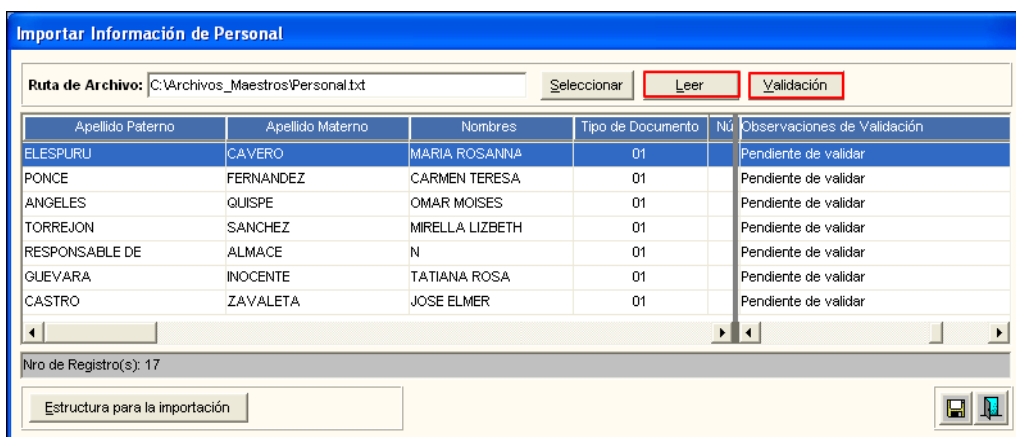 Importar Información de Personal
Ruta de Archivo: C:\Archivos_Maestros\Personal.txt Seleccionar Leer Validación
Apellido Paterno Apellido Materno Nombres Tipo de Documento Nú Observaciones de Validación
ELESPURU CAVERO MARIA ROSANNA 01 Pendiente de validar
PONCE FERNANDEZ CARMEN TERESA 01 Pendiente de validar
ANGELES QUISPE OMAR MOISES 01 Pendiente de validar
TORREJON SANCHEZ MIRELLA LIZBETH 01 Pendiente de validar
RESPONSABLE DE ALMACE N 01 Pendiente de validar
GUEVARA INOCENTE TATIANA ROSA 01 Pendiente de validar
CASTRO ZAVALETA JOSE ELMER 01 Pendiente de validar
Nro de Registro(s): 17
Estructura para la importación